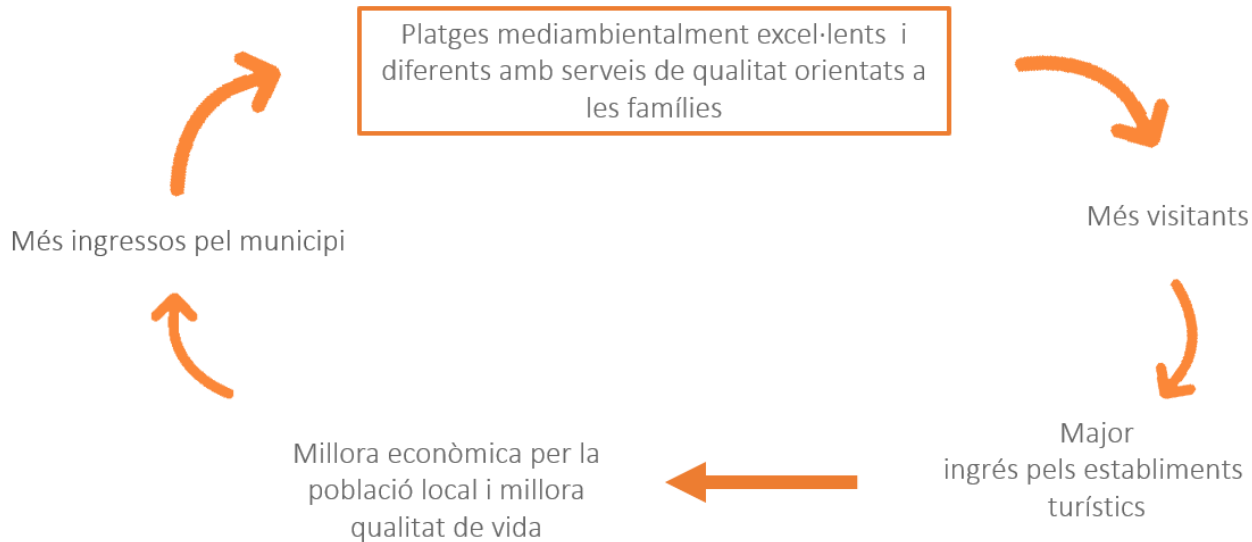 Platges mediambientalment excel·lents i
diferents amb serveis de qualitat orientats a
les famílies
Més visitants
Major
ingrés pels establiments
turístics
Millora econòmica per la
població local i millora
qualitat de vida
Més ingressos pel municipi